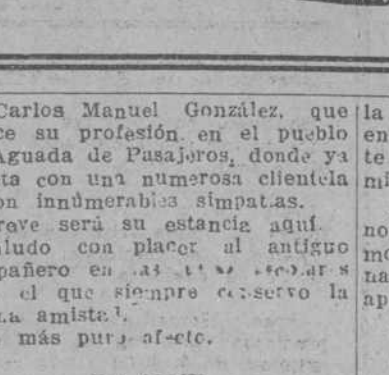 Carlos Manuel González, que
ce su profesión en el pueblo
Aguada de Pasajeros, donde ya
ta con una numerosa clientela
on innúmerables simpatías.
reve será su estancia aquí.
ludo con placer al antiguo
pañero en
el que siempre conservo la
amistad.
más puro afecto.
la
en
te
mi
no
mo
na
ap